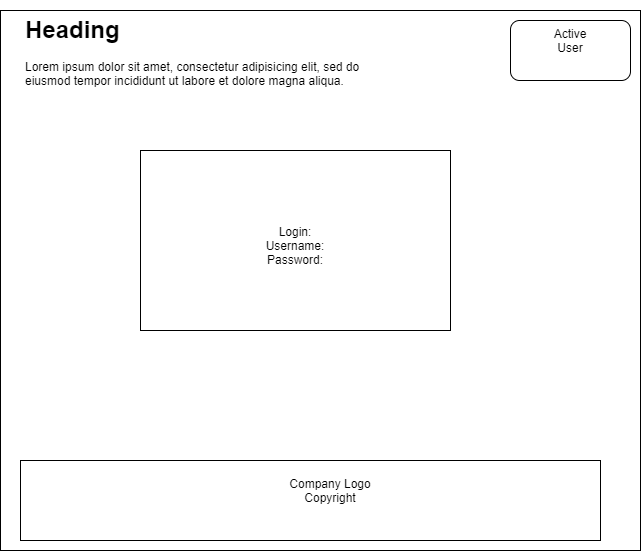 Heading
Lorem ipsum dolor sit amet, consectetur adipisicing elit, sed do
eiusmod tempor incididunt ut labore et dolore magna aliqua.
Active
User
Login:
Username:
Password:
Company Logo
Copyright